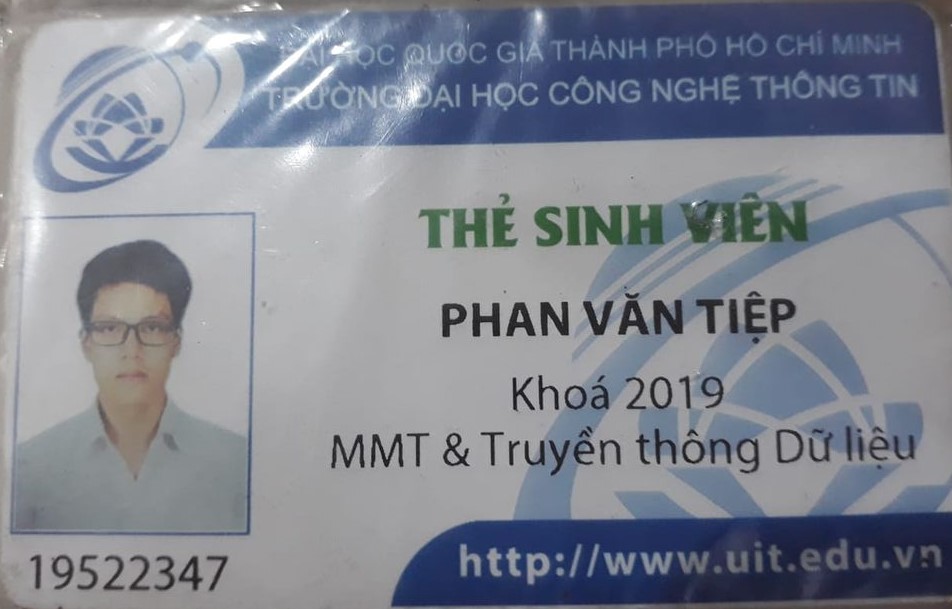 ĐẠI HỌC QUỐC GIA THÀNH PHỐ HỒ CHÍ MINH
TRƯỜNG ĐẠI HỌC CÔNG NGHỆ THÔNG TIN
THẺ SINH VIÊN
PHAN VĂN TIỆP
Khoá 2019
MMT & Truyền thông Dữ liệu
19522347
http://www.uit.edu.vn